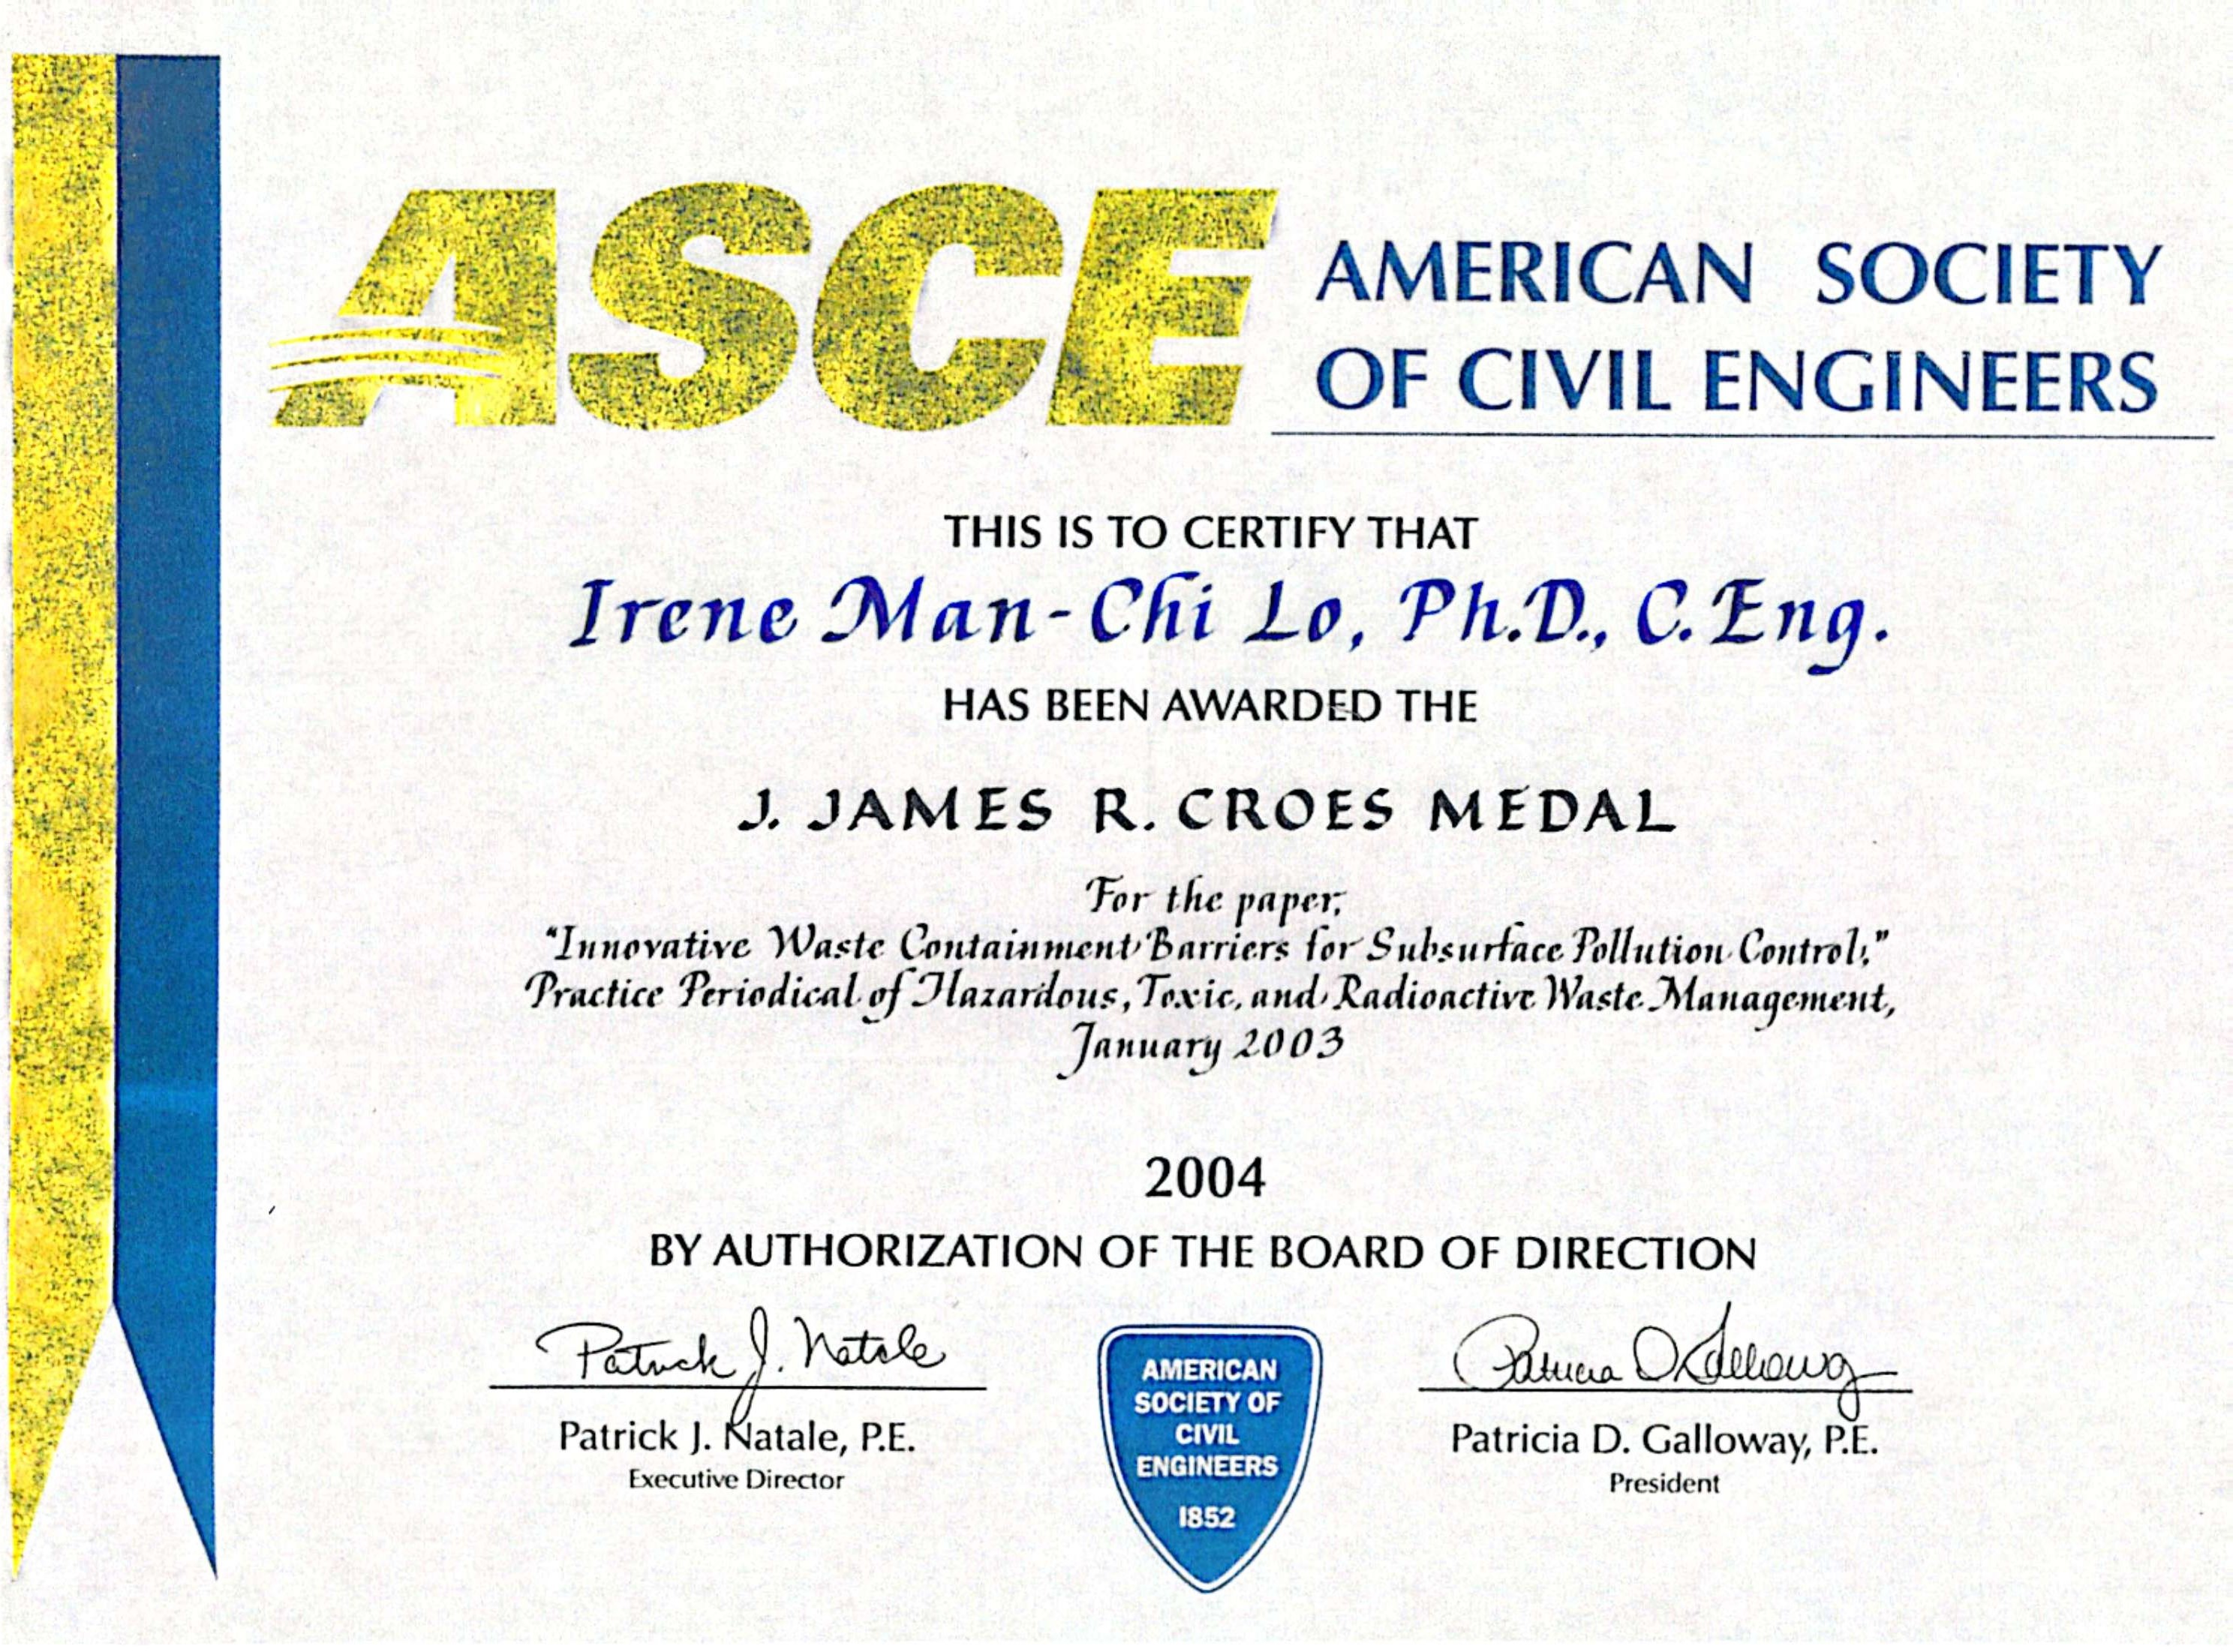 ASCE
AMERICAN SOCIETY
OF CIVIL ENGINEERS
THIS IS TO CERTIFY THAT
Irene Man-Chi Lo, Ph.D., C.Eng.
HAS BEEN AWARDED THE
J. JAMES R. CROES MEDAL
For the paper,
“Innovative Waste Containment Barriers for Subsurface Pollution Control,”
Practice Periodical of Hazardous, Toxic, and Radioactive Waste Management,
January 2003
2004
BY AUTHORIZATION OF THE BOARD OF DIRECTION
Patrick J. Natale
Patrick J. Natale, P.E.
Executive Director
AMERICAN
SOCIETY OF
CIVIL
ENGINEERS
1852
Patricia D Galloway
Patricia D. Galloway, P.E.
President